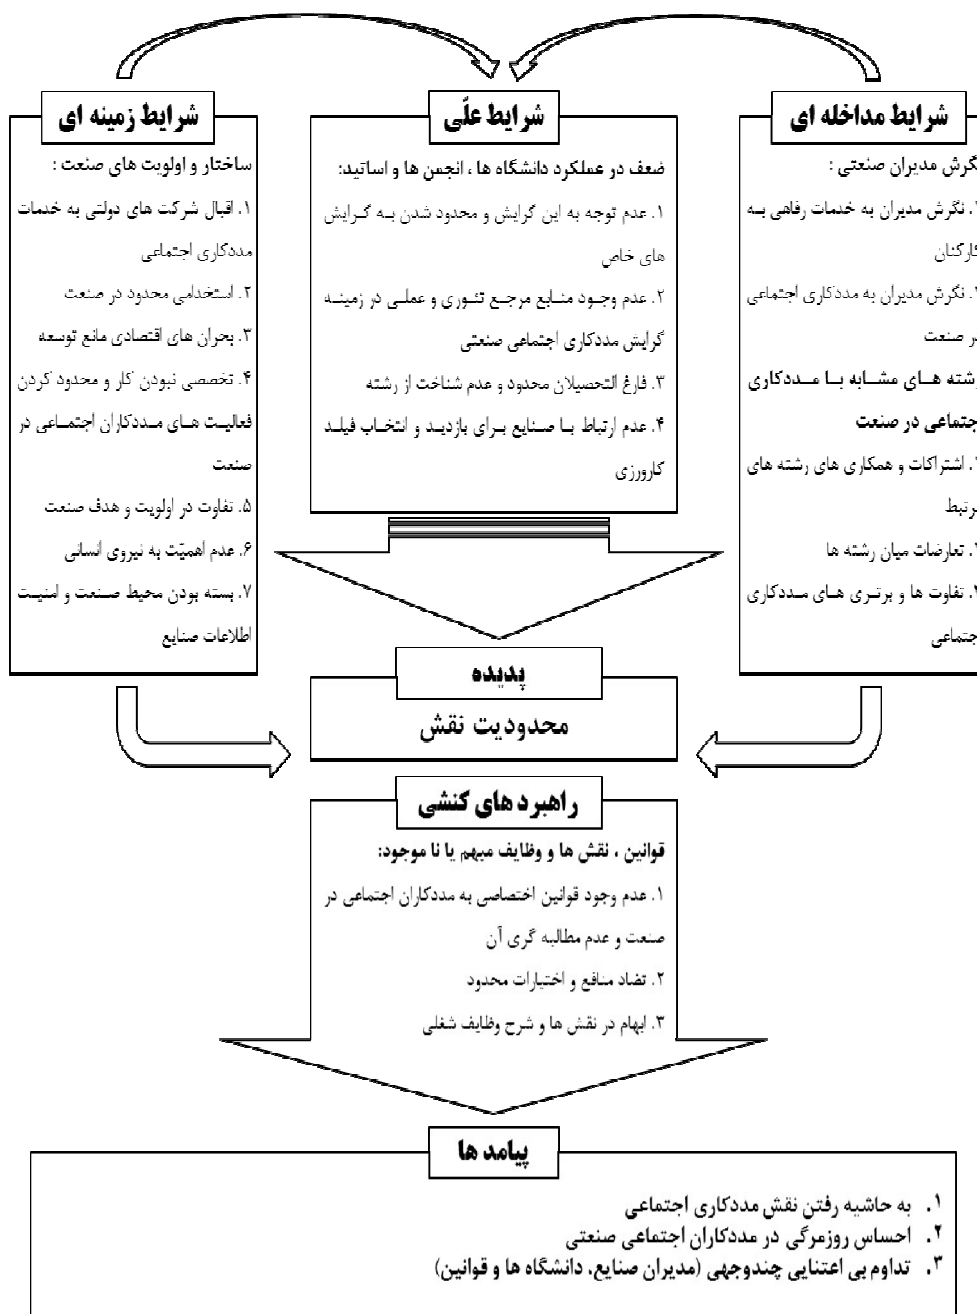 شرایط مداخله ای
نگرش مدیران صنعتی :
۱. نگرش مدیران به خدمات رفاهی به
کارکنان
۲. نگرش مدیران به مددکاری اجتماعی
در صنعت
رشته های مشابه با مددکاری
اجتماعی در صنعت
۱. اشتراکات و همکاری های رشته های
مرتبط
۲. تعارضات میان رشته ها
۳. تفاوت ها و برتری های مددکاری
اجتماعی
شرایط علّی
ضعف در عملکرد دانشگاه ها ، انجمن ها و اساتید:
۱. عدم توجه به این گرایش و محدود شدن به گرایش
های خاص
۲. عدم وجود منابع مرجع تئوری و عملی در زمینه
گرایش مددکاری اجتماعی صنعتی
۳. فارغ التحصیلان محدود و عدم شناخت از رشته
۴. عدم ارتباط با صنایع برای بازدید و انتخاب فیلد
کارورزی
شرایط زمینه ای
ساختار و اولویت های صنعت :
۱. اقبال شرکت های دولتی به خدمات
مددکاری اجتماعی
۲. استخدامی محدود در صنعت
۳. بحران های اقتصادی مانع توسعه
۴. تخصصی نبودن کار و محدود کردن
فعالیت های مددکاران اجتماعی در
صنعت
۵. تفاوت در اولویت و هدف صنعت
۶. عدم اهمیّت به نیروی انسانی
۷. بسته بودن محیط صنعت و امنیت
اطلاعات صنایع
پدیده
محدودیت نقش
راهبرد های کنشی
قوانین ، نقش ها و وظایف مبهم یا نا موجود:
۱. عدم وجود قوانین اختصاصی به مددکاران اجتماعی در
صنعت و عدم مطالبه گری آن
۲. تضاد منافع و اختیارات محدود
۳. ابهام در نقش ها و شرح وظایف شغلی
پیامد ها
۱. به حاشیه رفتن نقش مددکاری اجتماعی
۲. احساس روزمرگی در مددکاران اجتماعی صنعتی
۳. تداوم بی اعتنایی چندوجهی (مدیران صنایع، دانشگاه ها و قوانین)